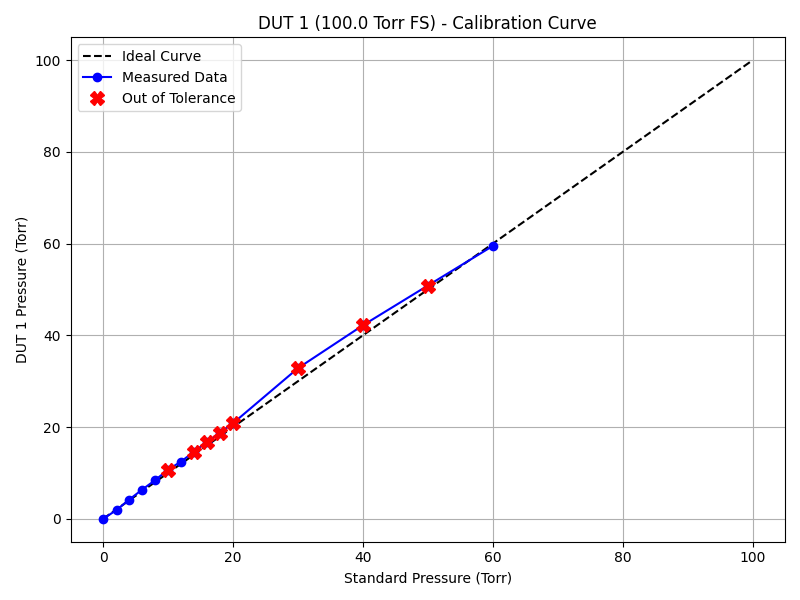 DUT 1 (100.0 Torr FS) - Calibration Curve
Ideal Curve
Measured Data
Out of Tolerance
DUT 1 Pressure (Torr)
100
80
60
40
20
0
0 20 40 60 80 100
Standard Pressure (Torr)